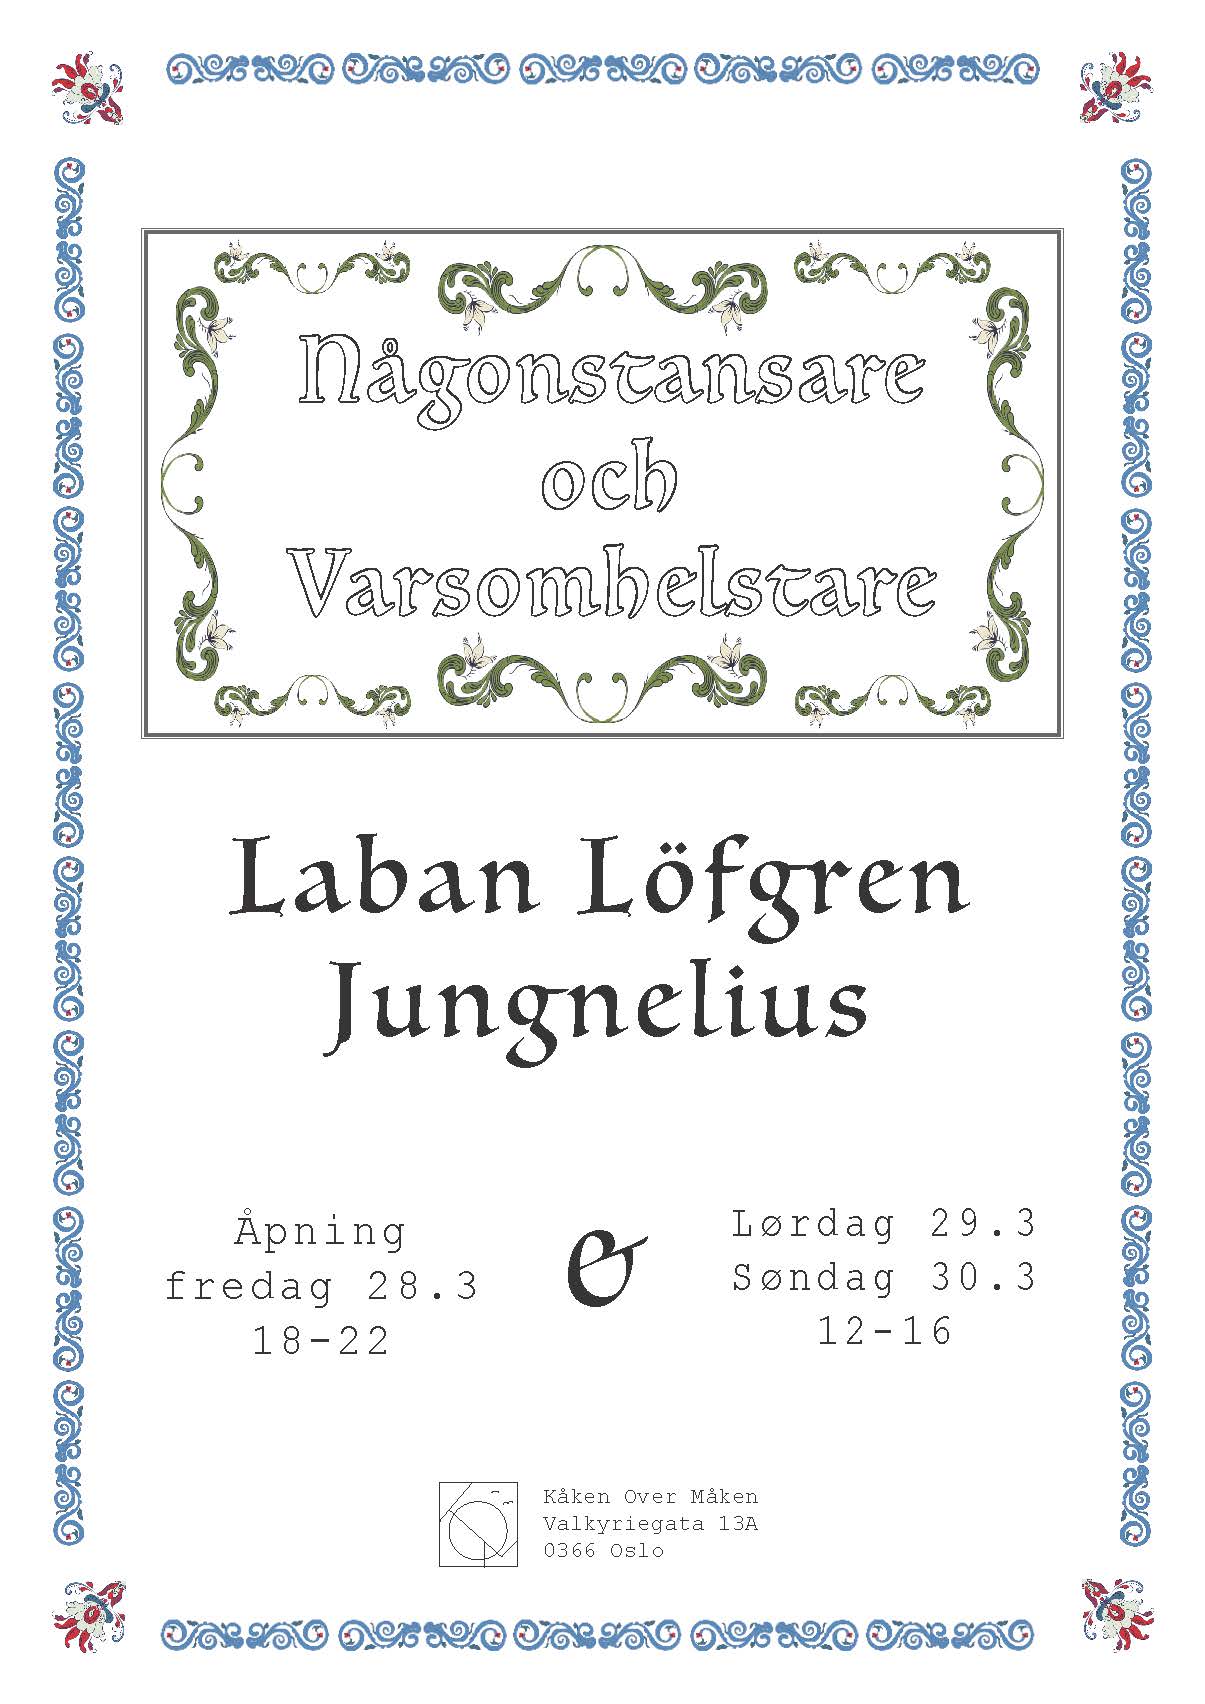 Någonstansare
och
Varsomhelstare
Laban Löfgren
Jungnelius
Åpning
fredag 28.3
18-22
&
Lørdag 29.3
Søndag 30.3
12-16
Kåken Over Måken
Valkyriegata 13A
0366 Oslo